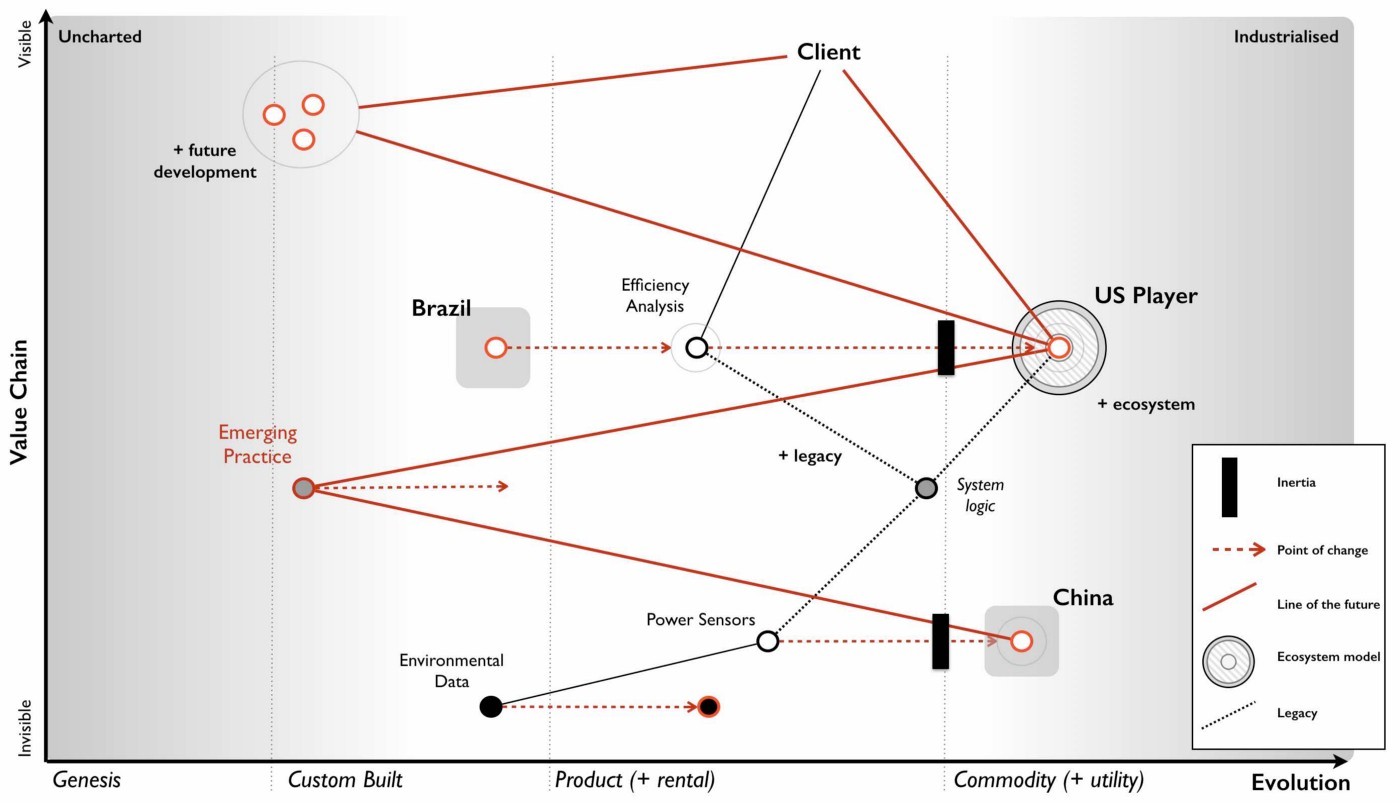 Visible
Uncharted
Client
Industrialised
+ future
development
Brazil
Efficiency
Analysis
US Player
+ ecosystem
Value Chain
Emerging
Practice
+ legacy
System
logic
Power Sensors
China
Environmental
Data
Inertia
Point of change
Line of the future
Ecosystem model
Legacy
Invisible
Genesis
Custom Built
Product (+ rental)
Commodity (+ utility)
Evolution